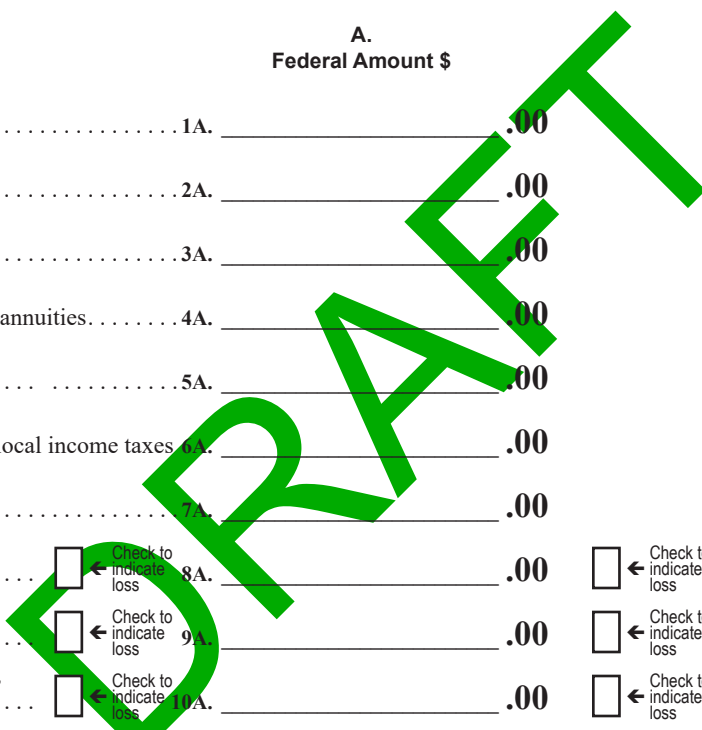 A.
Federal Amount $
................1A. .00
................2A. .00
................3A. .00
annuities........4A. .00
.... ............5A. .00
local income taxes 6A. .00
................7A. .00
... Check to indicate loss 8A. .00 Check to indicate loss
... Check to indicate loss 9A. .00 Check to indicate loss
... Check to indicate loss 10A. .00 Check to indicate loss
DRAFT